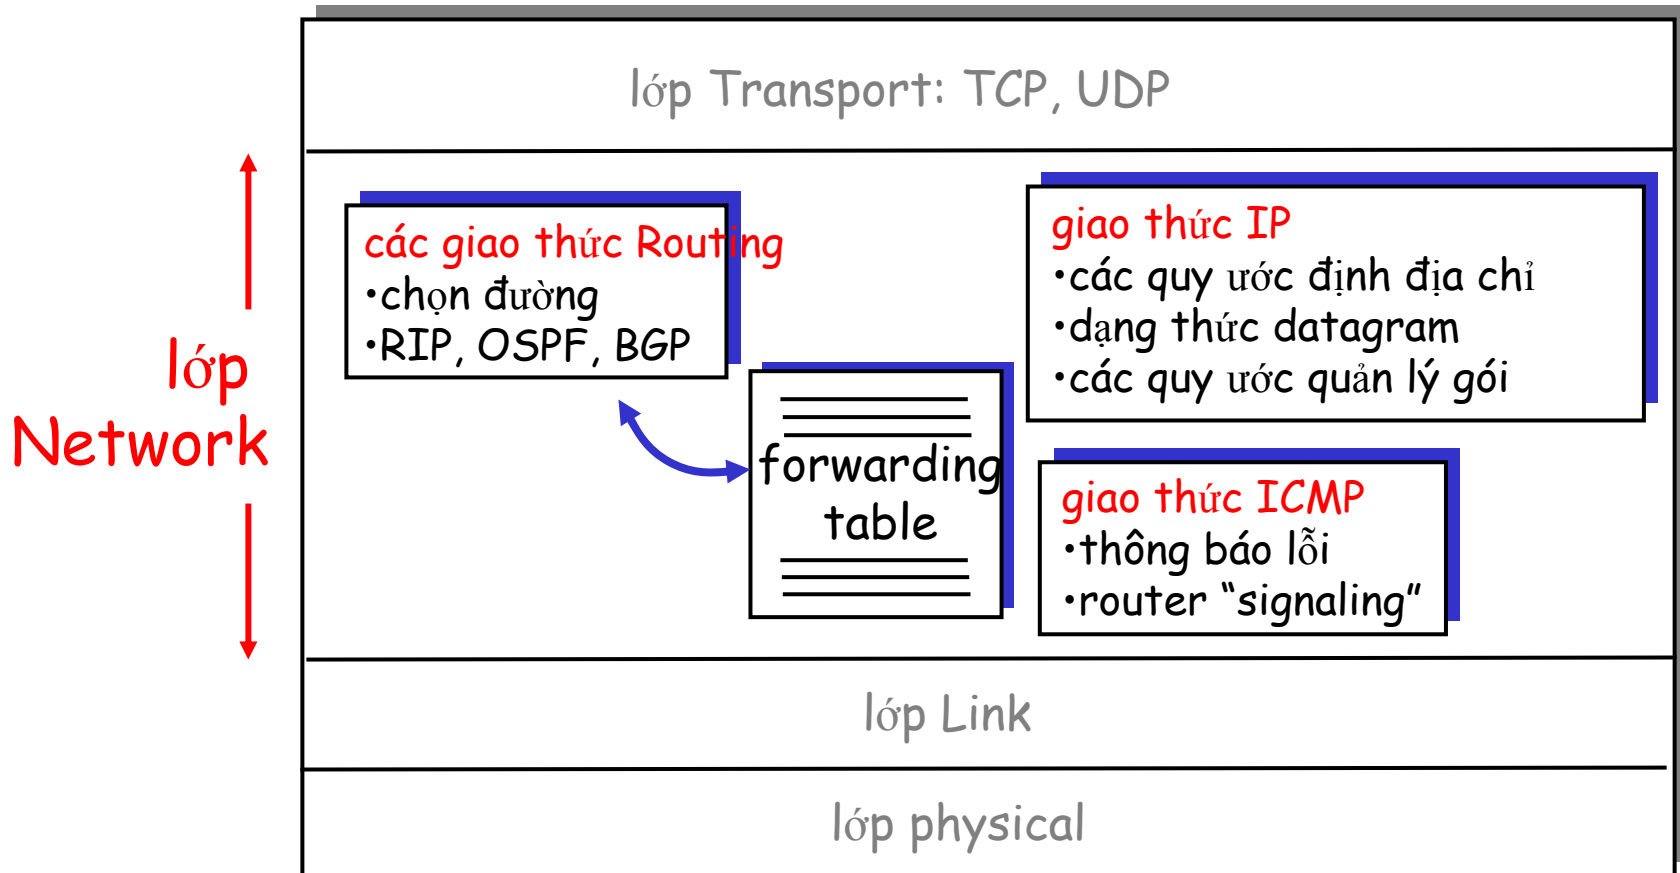 lớp Transport: TCP, UDP
lớp
Network
các giao thức Routing
•chọn đường
•RIP, OSPF, BGP
forwarding
table
giao thức IP
•các quy ước định địa chỉ
•dạng thức datagram
•các quy ước quản lý gói
giao thức ICMP
•thông báo lỗi
•router “signaling”
lớp Link
lớp physical